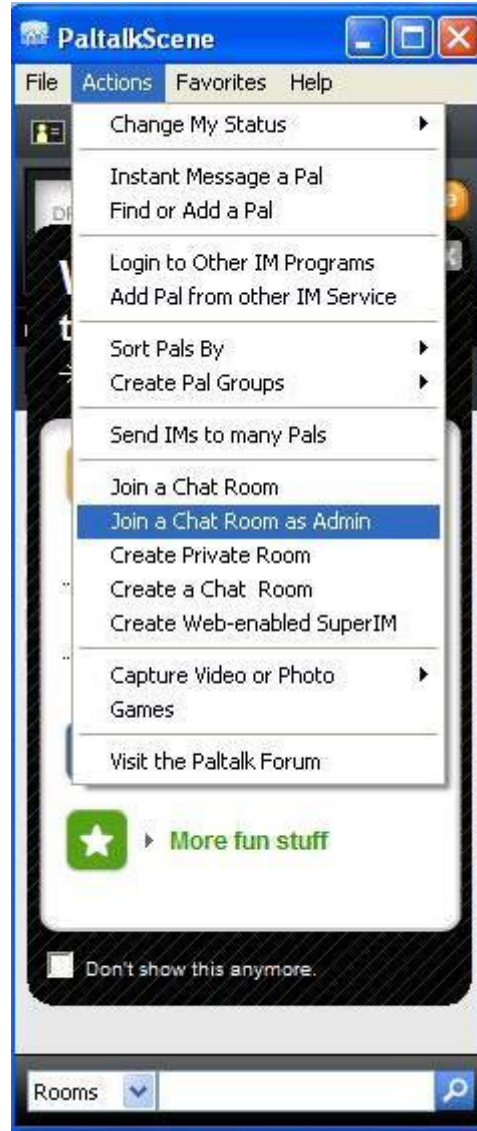 PaltalkScene
File Actions Favorites Help
Change My Status
Instant Message a Pal
Find or Add a Pal
Login to Other IM Programs
Add Pal from other IM Service
Sort Pals By
Create Pal Groups
Send IMs to many Pals
Join a Chat Room
Join a Chat Room as Admin
Create Private Room
Create a Chat Room
Create Web-enabled SuperIM
Capture Video or Photo
Games
Visit the Paltalk Forum
More fun stuff
Don't show this anymore.
Rooms